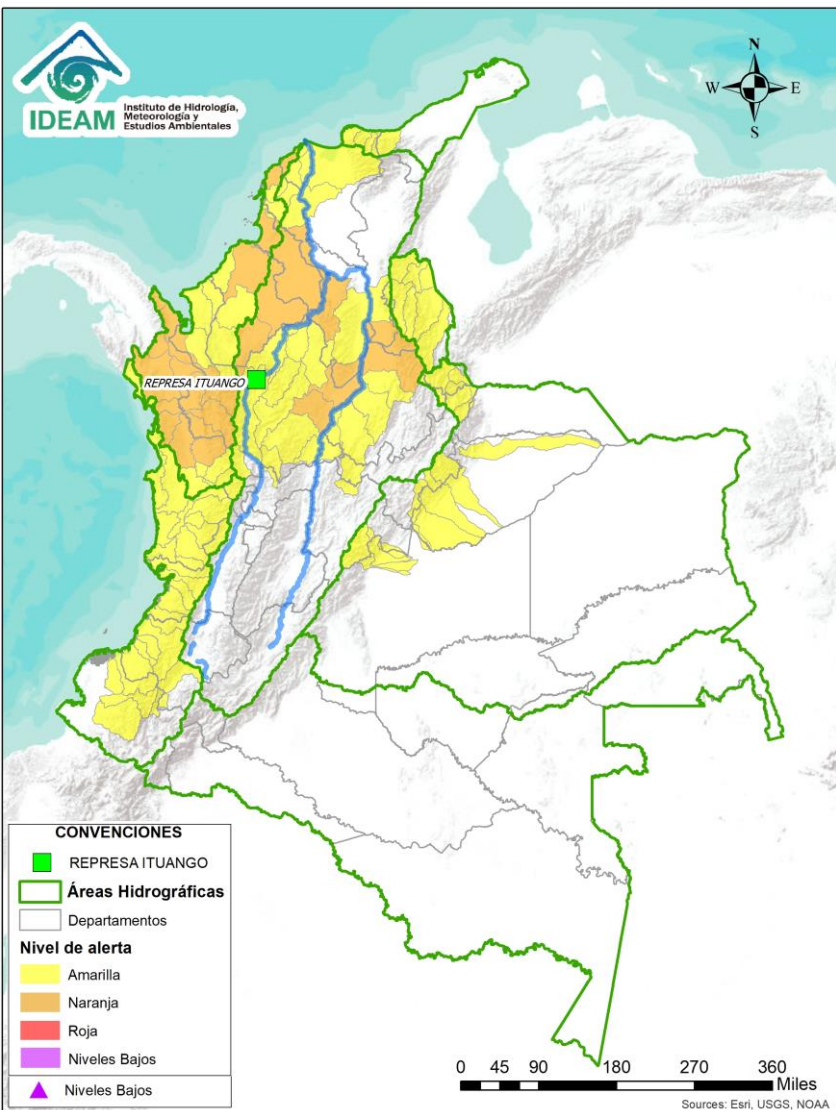 IDEAM
Instituto de Hidrología,
Meteorología y
Estudios Ambientales
N
W
E
S
REPRESA ITUANGO
CONVENCIONES
REPRESA ITUANGO
Áreas Hidrográficas
Departamentos
Nivel de alerta
Amarilla
Naranja
Roja
Niveles Bajos
Niveles Bajos
0 45 90 180 270 360
Miles
Sources: Esri, USGS, NOAA